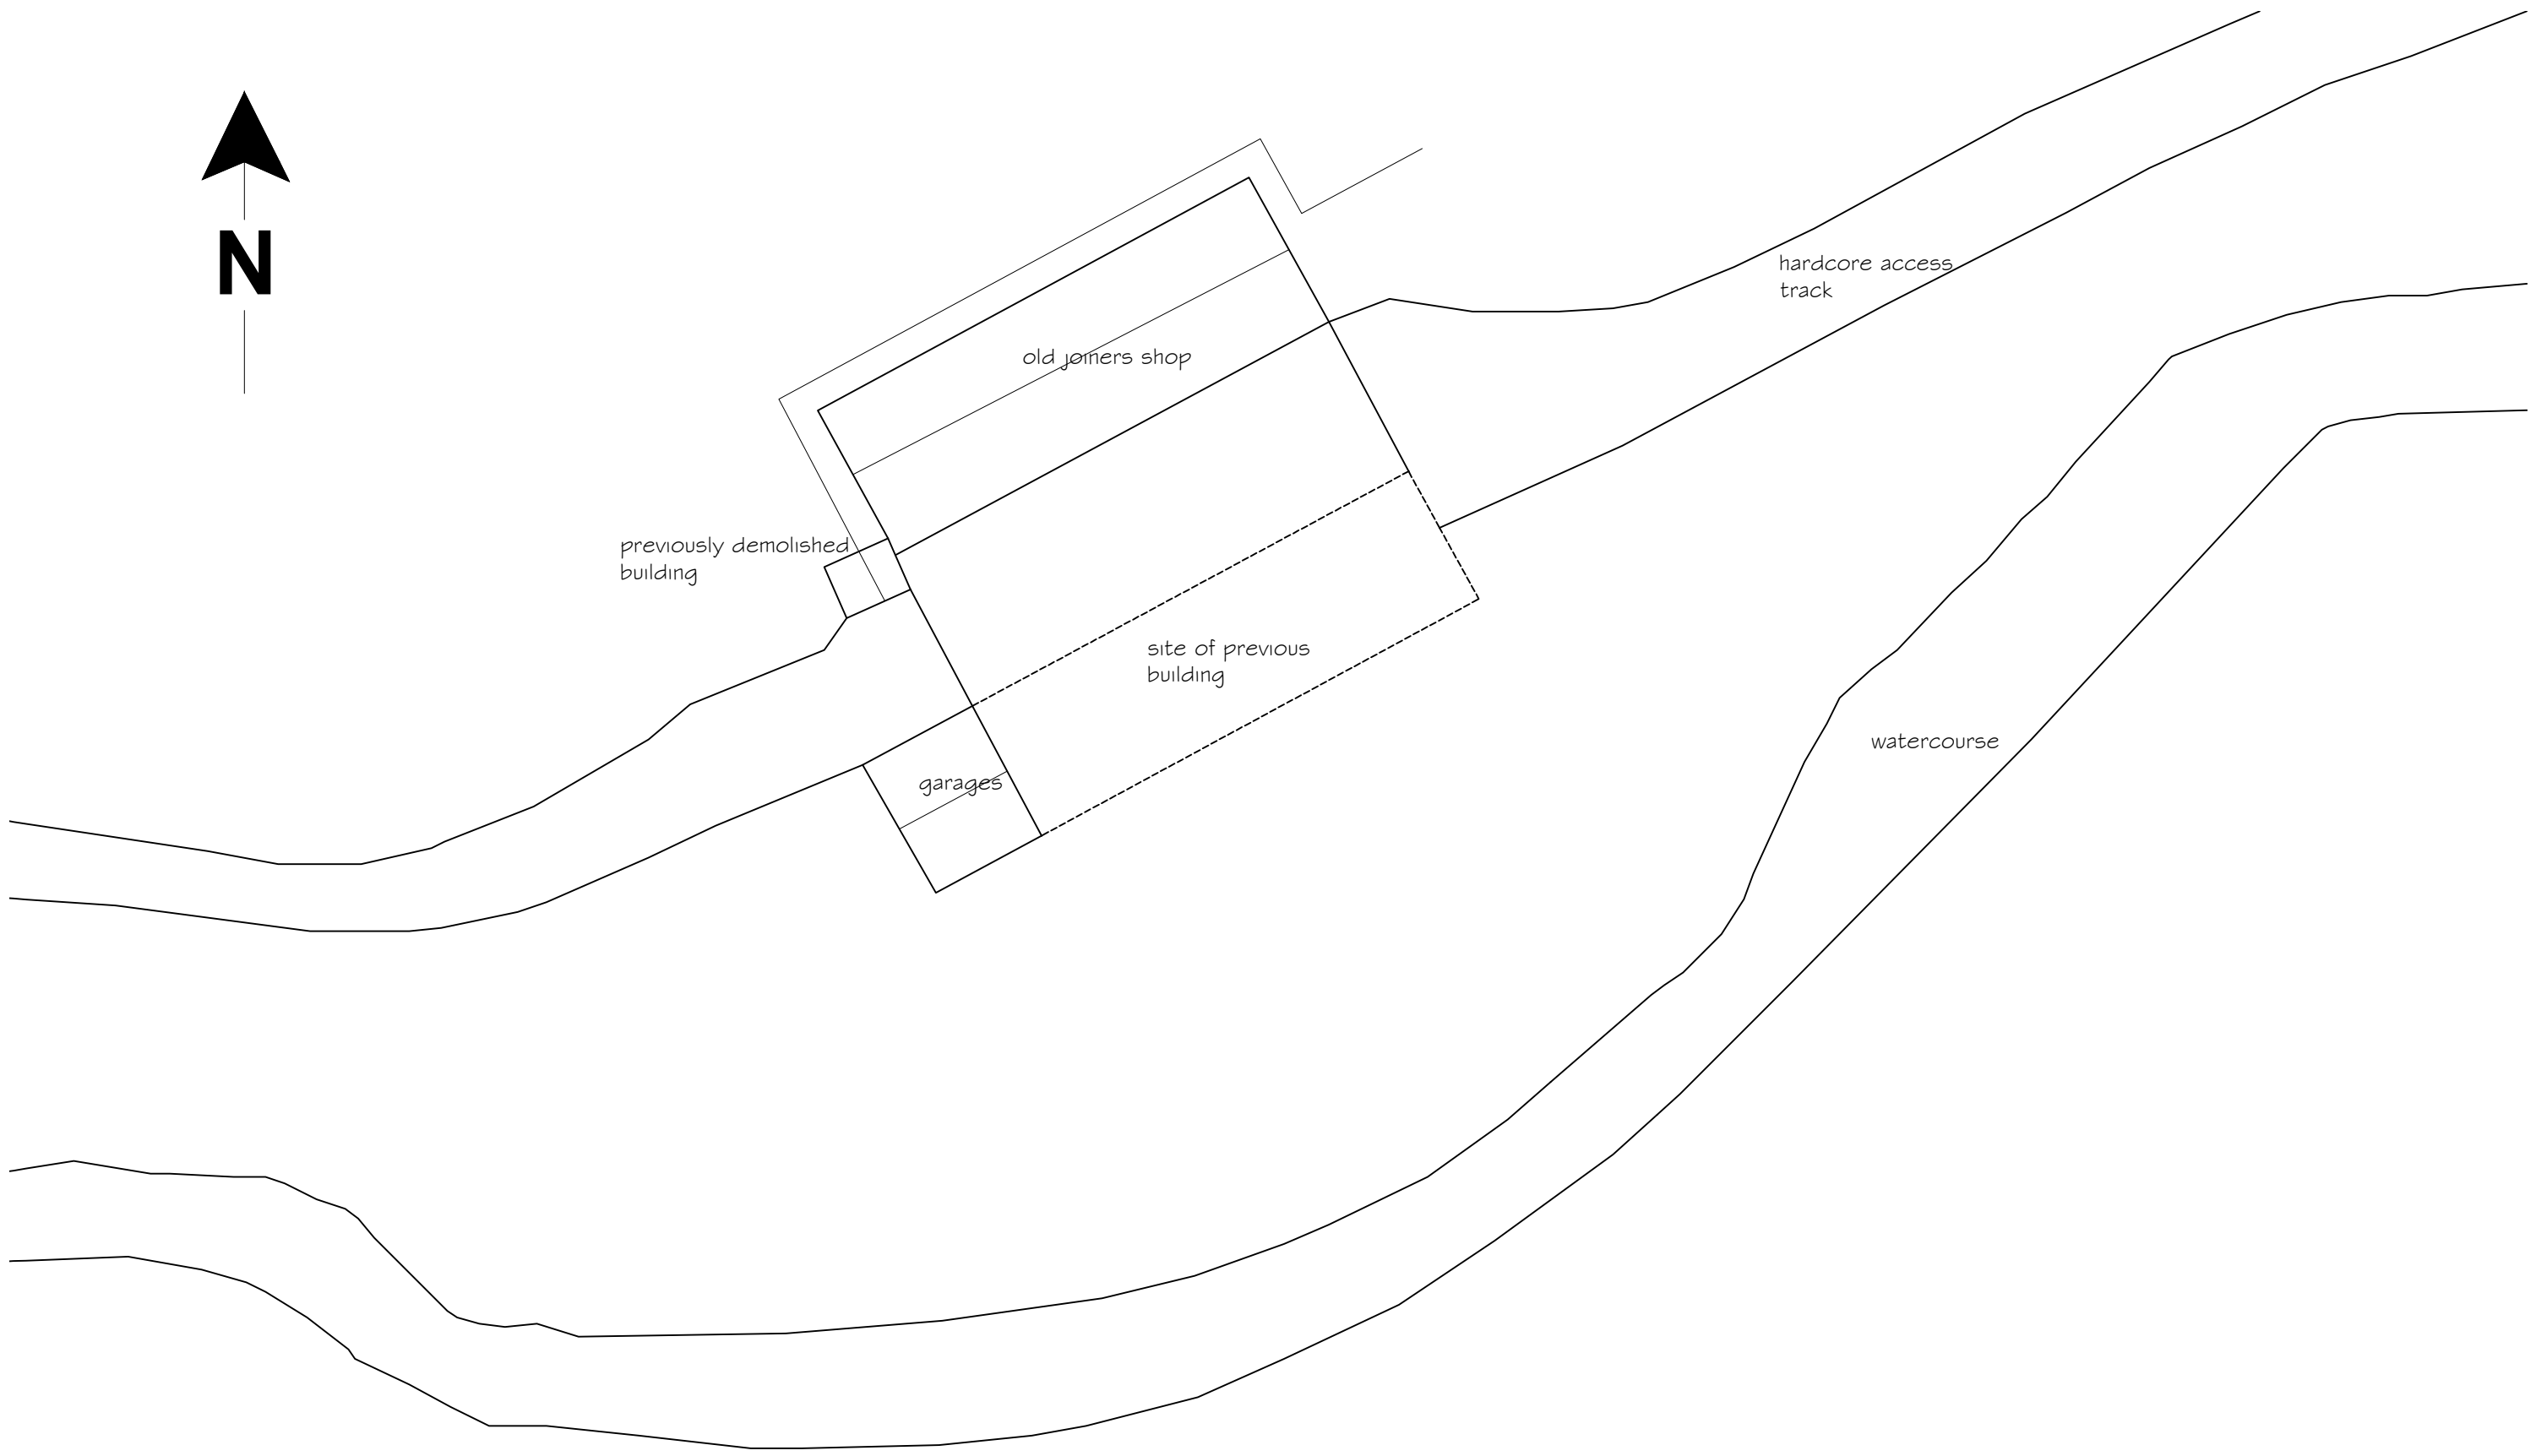 N
hardcore access
track
old joiners shop
previously demolished
building
site of previous
building
watercourse
garages